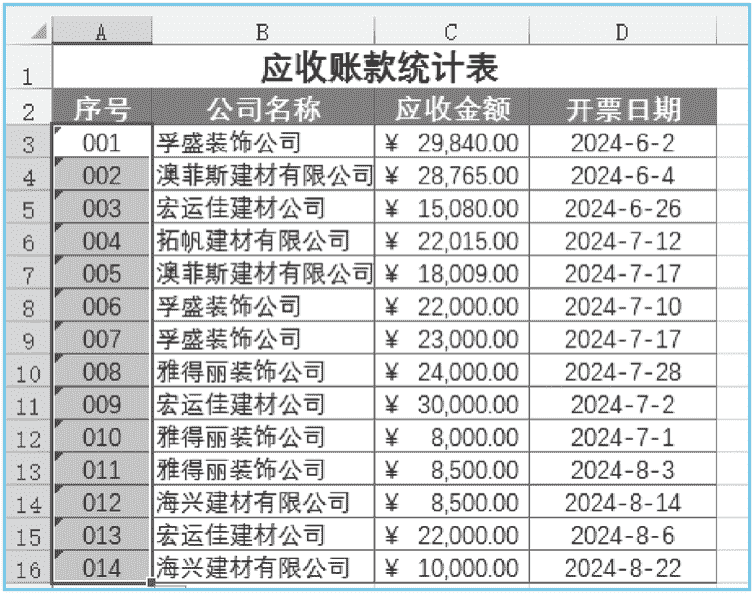 A B C D
1 应收账款统计表
2 序号 公司名称 应收金额 开票日期
3 001 孚盛装饰公司 ¥ 29,840.00 2024-6-2
4 002 澳菲斯建材有限公司 ¥ 28,765.00 2024-6-4
5 003 宏运佳建材公司 ¥ 15,080.00 2024-6-26
6 004 拓帆建材有限公司 ¥ 22,015.00 2024-7-12
7 005 澳菲斯建材有限公司 ¥ 18,009.00 2024-7-17
8 006 孚盛装饰公司 ¥ 22,000.00 2024-7-10
9 007 孚盛装饰公司 ¥ 23,000.00 2024-7-17
10 008 雅得丽装饰公司 ¥ 24,000.00 2024-7-28
11 009 宏运佳建材公司 ¥ 30,000.00 2024-7-2
12 010 雅得丽装饰公司 ¥ 8,000.00 2024-7-1
13 011 雅得丽装饰公司 ¥ 8,500.00 2024-8-3
14 012 海兴建材有限公司 ¥ 8,500.00 2024-8-14
15 013 宏运佳建材公司 ¥ 22,000.00 2024-8-6
16 014 海兴建材有限公司 ¥ 10,000.00 2024-8-22